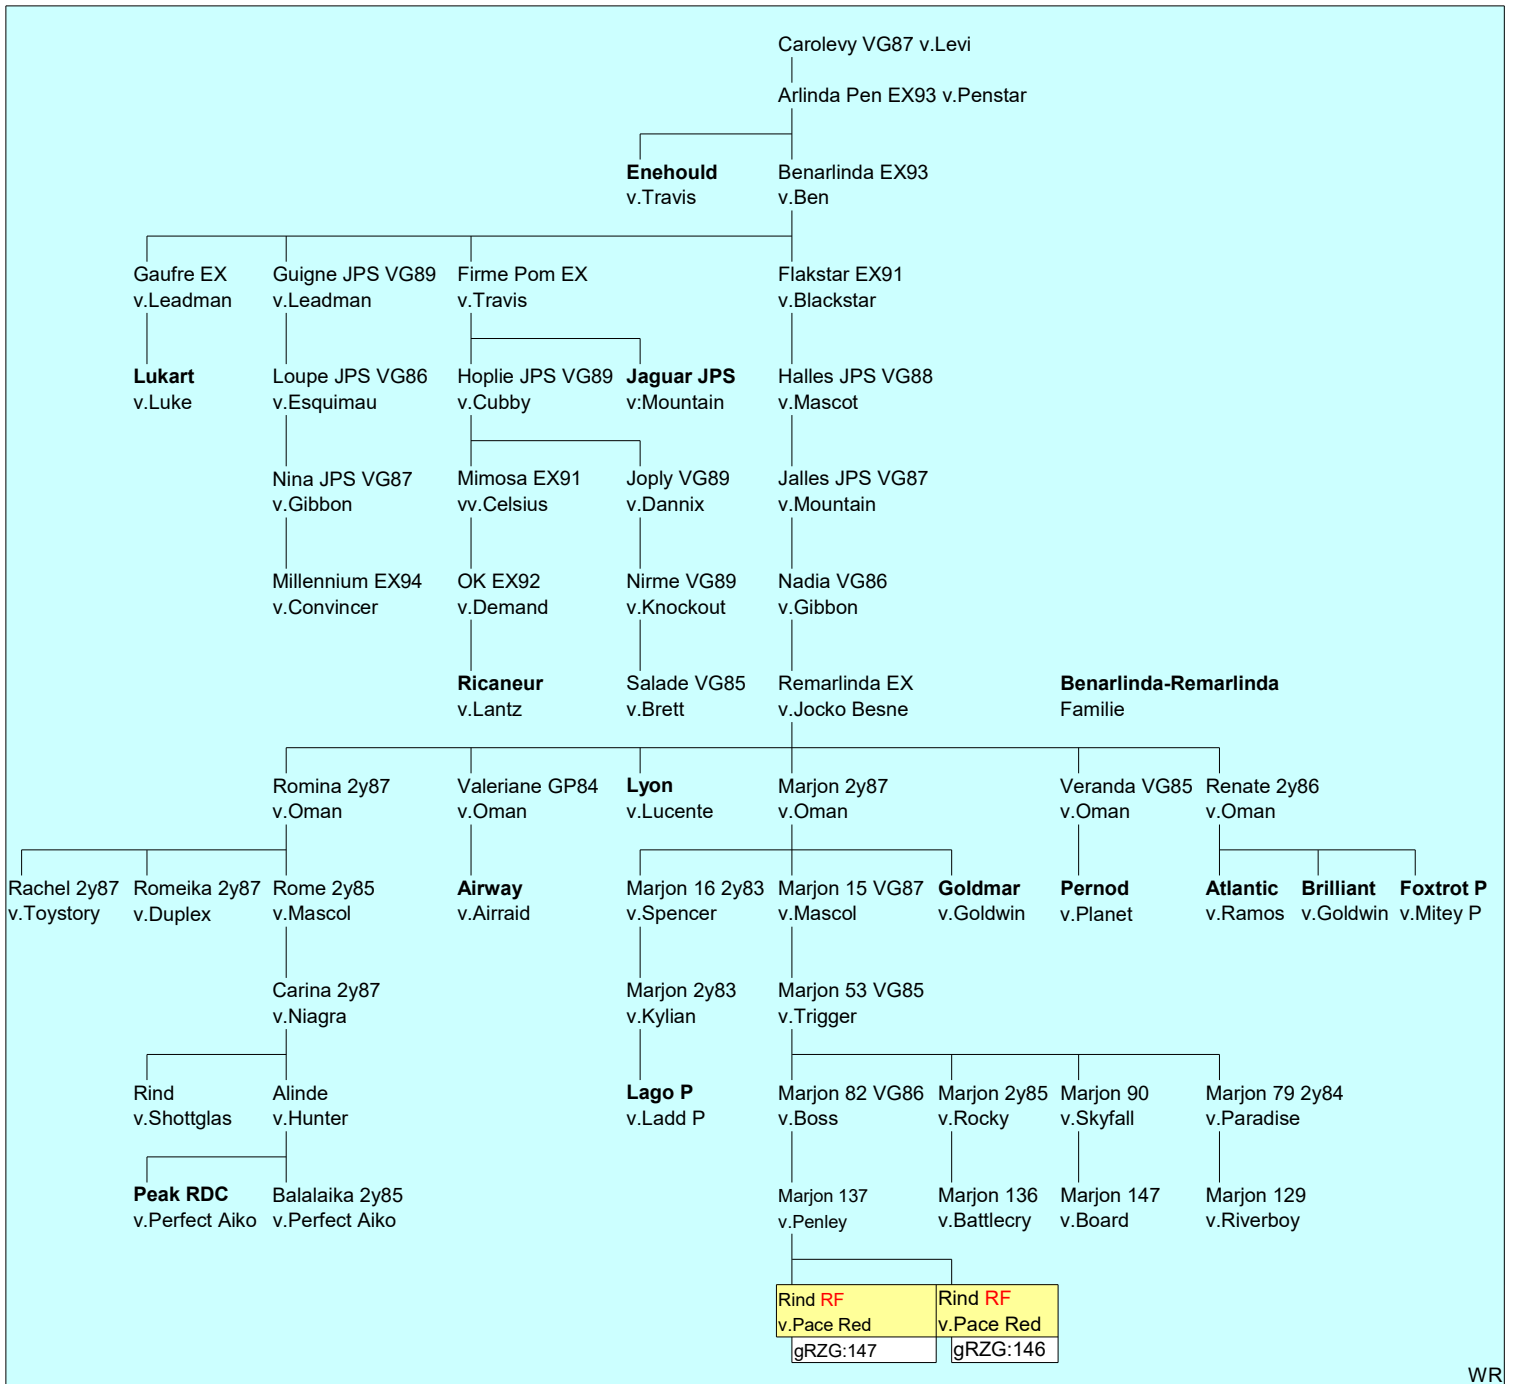 Carolevy VG87 v.Levi
Arlinda Pen EX93 v.Penstar
Enehould
v.Travis
Benarlinda EX93
v.Ben
Gaufre EX
v.Leadman
Guigne JPS VG89
v.Leadman
Firme Pom EX
v.Travis
Flakstar EX91
v.Blackstar
Lukart
v.Luke
Loupe JPS VG86
v.Esquimau
Hoplie JPS VG89
v.Cubby
Jaguar JPS
v:Mountain
Halles JPS VG88
v.Mascot
Nina JPS VG87
v.Gibbon
Mimosa EX91
vv.Celsius
Joply VG89
v.Dannix
Jalles JPS VG87
v.Mountain
Millennium EX94
v.Convincer
OK EX92
v.Demand
Nirme VG89
v.Knockout
Nadia VG86
v.Gibbon
Ricaneur
v.Lantz
Salade VG85
v.Brett
Remarlinda EX
v.Jocko Besne
Benarlinda-Remarlinda
Familie
Romina 2y87
v.Oman
Valeriane GP84
v.Oman
Lyon
v.Lucente
Marjon 2y87
v.Oman
Veranda VG85
v.Oman
Renate 2y86
v.Oman
Rachel 2y87
v.Toystory
Romeika 2y87
v.Duplex
Rome 2y85
v.Mascol
Airway
v.Airraid
Marjon 16 2y83
v.Spencer
Marjon 15 VG87
v.Mascol
Goldmar
v.Goldwin
Pernod
v.Planet
Atlantic
v.Ramos
Brilliant
v.Goldwin
Foxtrot P
v.Mitey P
Carina 2y87
v.Niagra
Marjon 2y83
v.Kylian
Marjon 53 VG85
v.Trigger
Rind
v.Shottglas
Alinde
v.Hunter
Lago P
v.Ladd P
Marjon 82 VG86
v.Boss
Marjon 2y85
v.Rocky
Marjon 90
v.Skyfall
Marjon 79 2y84
v.Paradise
Peak RDC
v.Perfect Aiko
Balalaika 2y85
v.Perfect Aiko
Marjon 137
v.Penley
Marjon 136
v.Battlecry
Marjon 147
v.Board
Marjon 129
v.Riverboy
Rind RF
v.Pace Red
gRZG:147
Rind RF
v.Pace Red
gRZG:146
WR